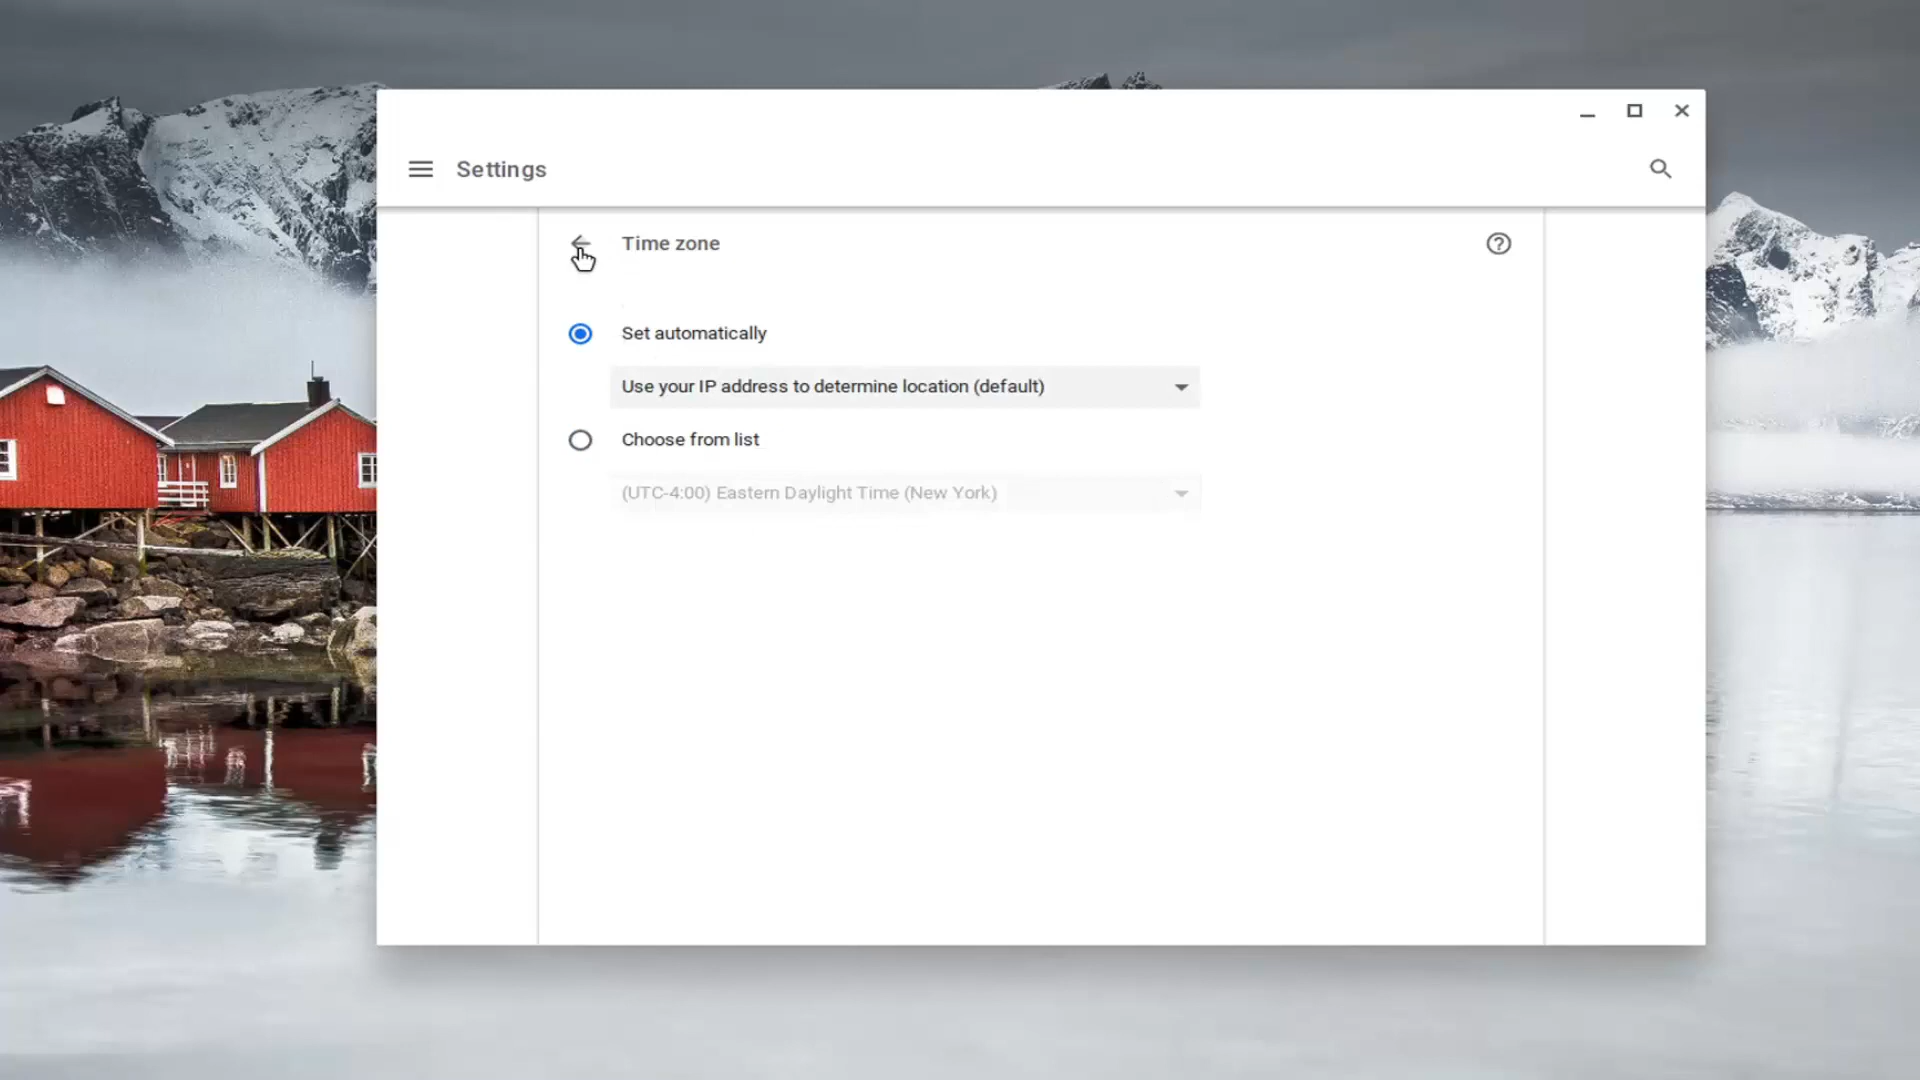 Settings
Time zone
Set automatically
Use your IP address to determine location (default)
Choose from list
(UTC-4:00) Eastern Daylight Time (New York)